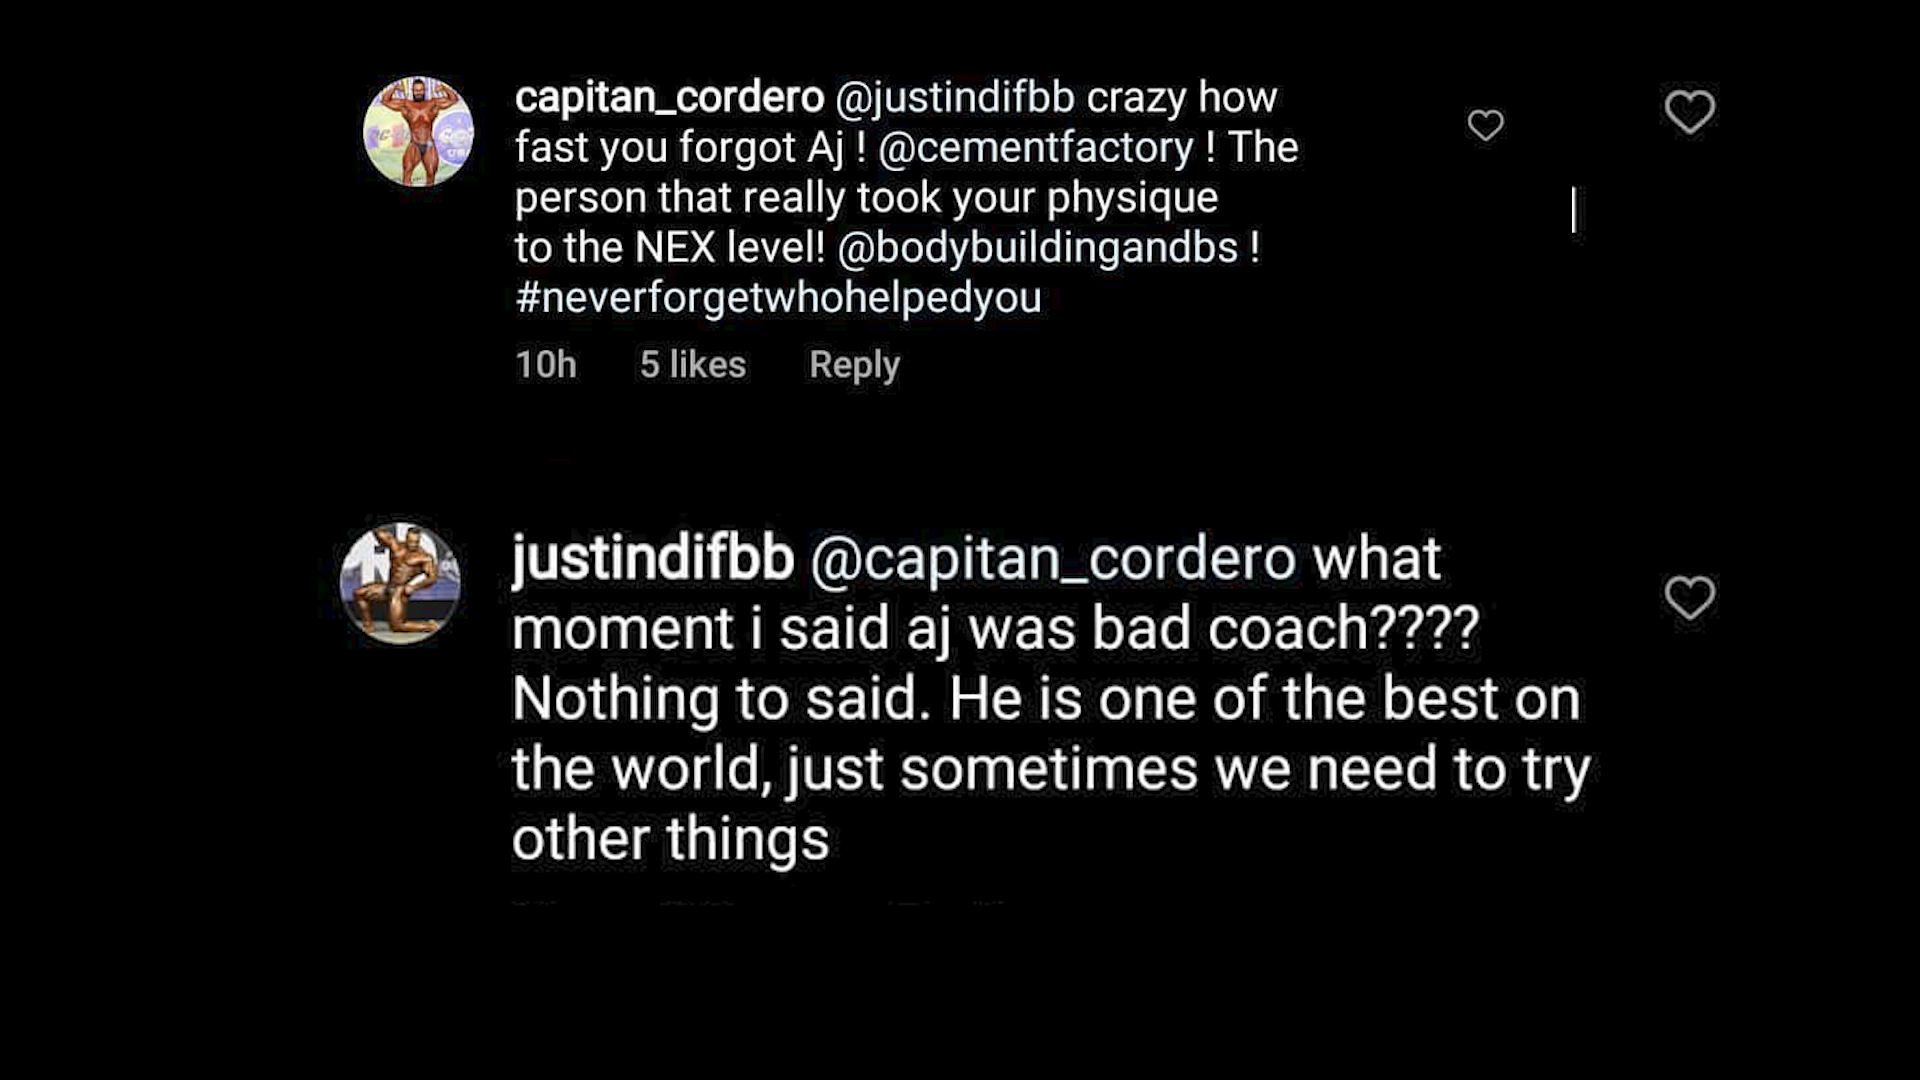 capitan_cordero @justindifbb crazy how
fast you forgot Aj ! @cementfactory ! The
person that really took your physique
to the NEX level! @bodybuildingandbs !
#neverforgetwhohelpedyou
10h 5 likes Reply
justindifbb @capitan_cordero what
moment i said aj was bad coach????
Nothing to said. He is one of the best on
the world, just sometimes we need to try
other things